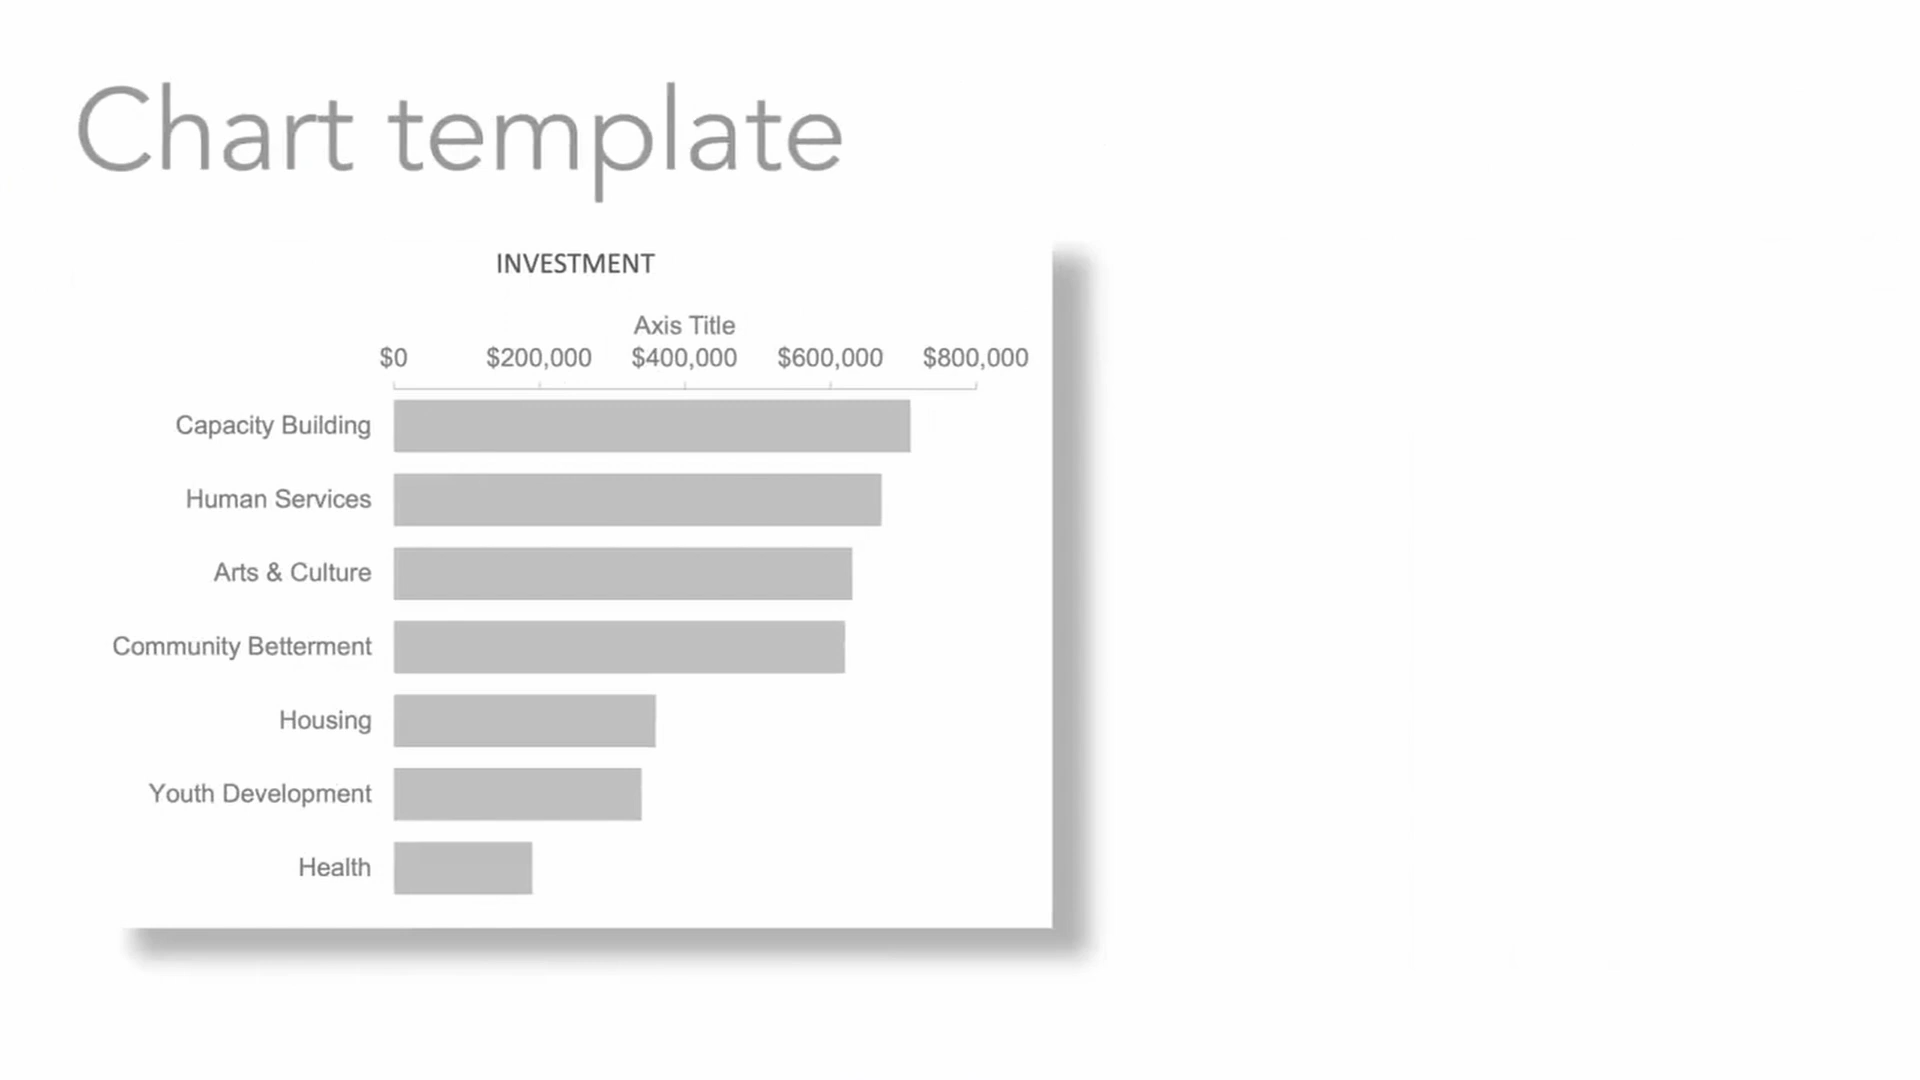 Chart template
INVESTMENT
Axis Title
$0 $200,000 $400,000 $600,000 $800,000
Capacity Building
Human Services
Arts & Culture
Community Betterment
Housing
Youth Development
Health